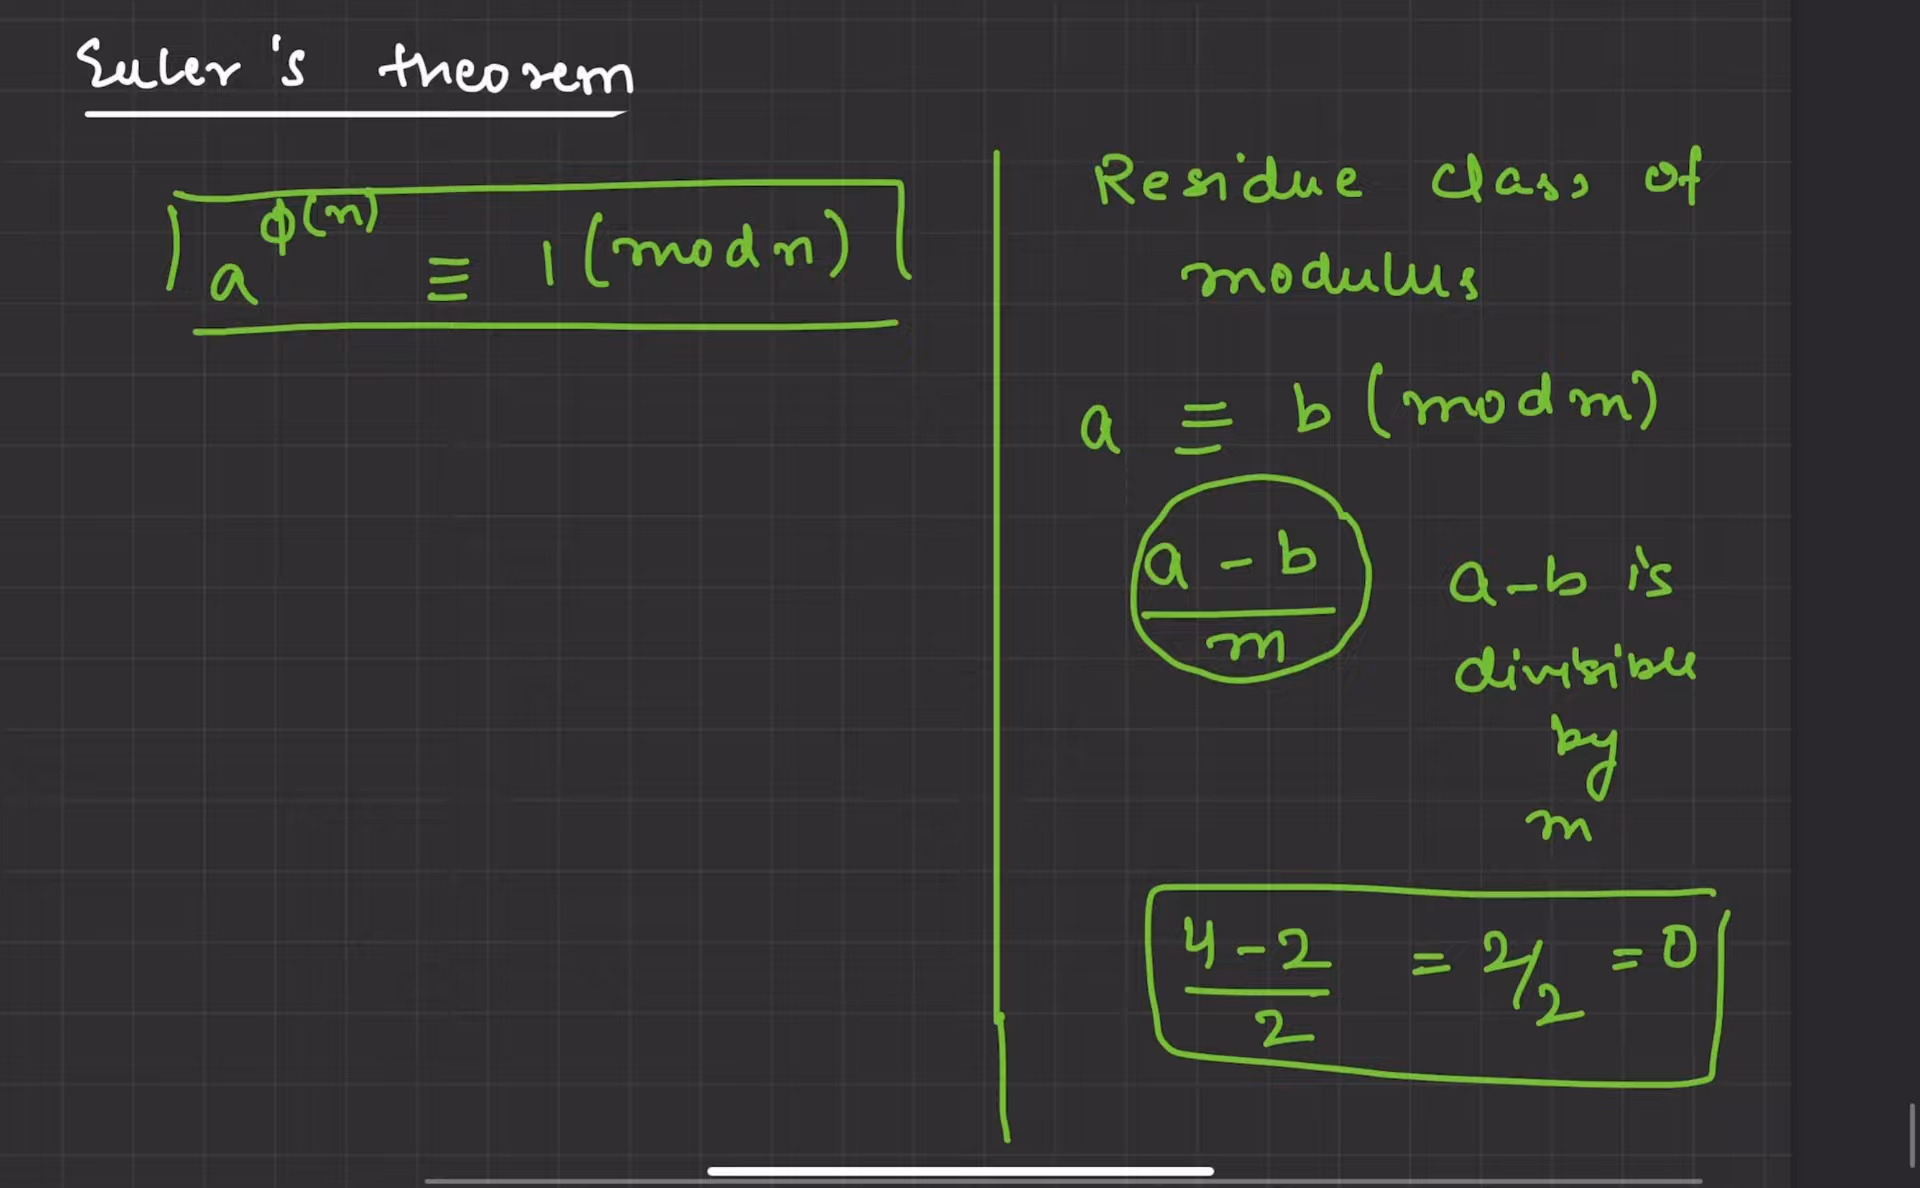 Euler's theorem
a^φ(n) ≡ 1 (mod n)
Residue class of
modulus
a ≡ b (mod m)
a - b
m
a-b is
divisible
by
m
4-2 = 2/2 = 0
2